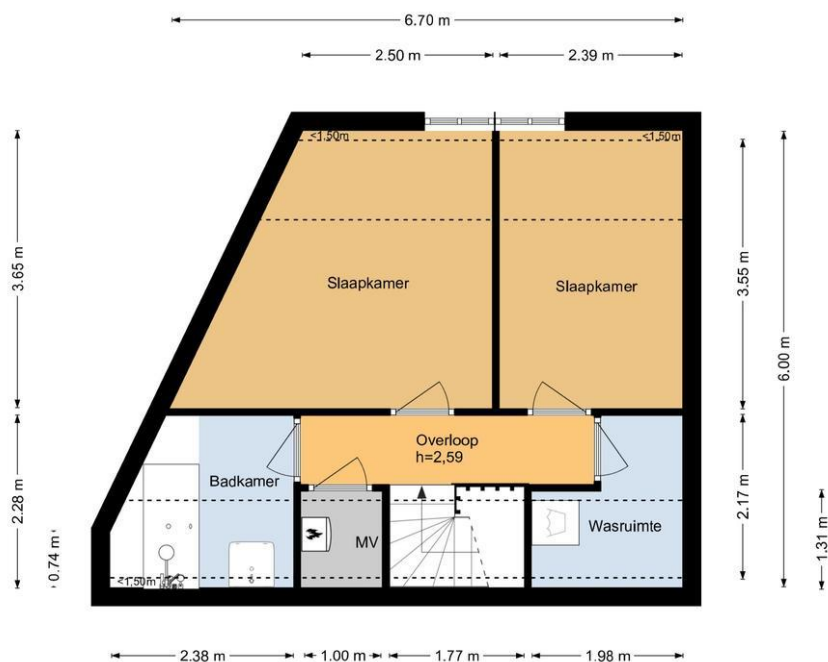 6.70 m
2.50 m
2.39 m
<1,50m
<1,50m
3.65 m
3.55 m
6.00 m
Slaapkamer
Slaapkamer
Overloop
h=2,59
Badkamer
MV
Wasruimte
2.28 m
0.74 m
2.17 m
1.31 m
<1,50m
2.38 m
1.00 m
1.77 m
1.98 m